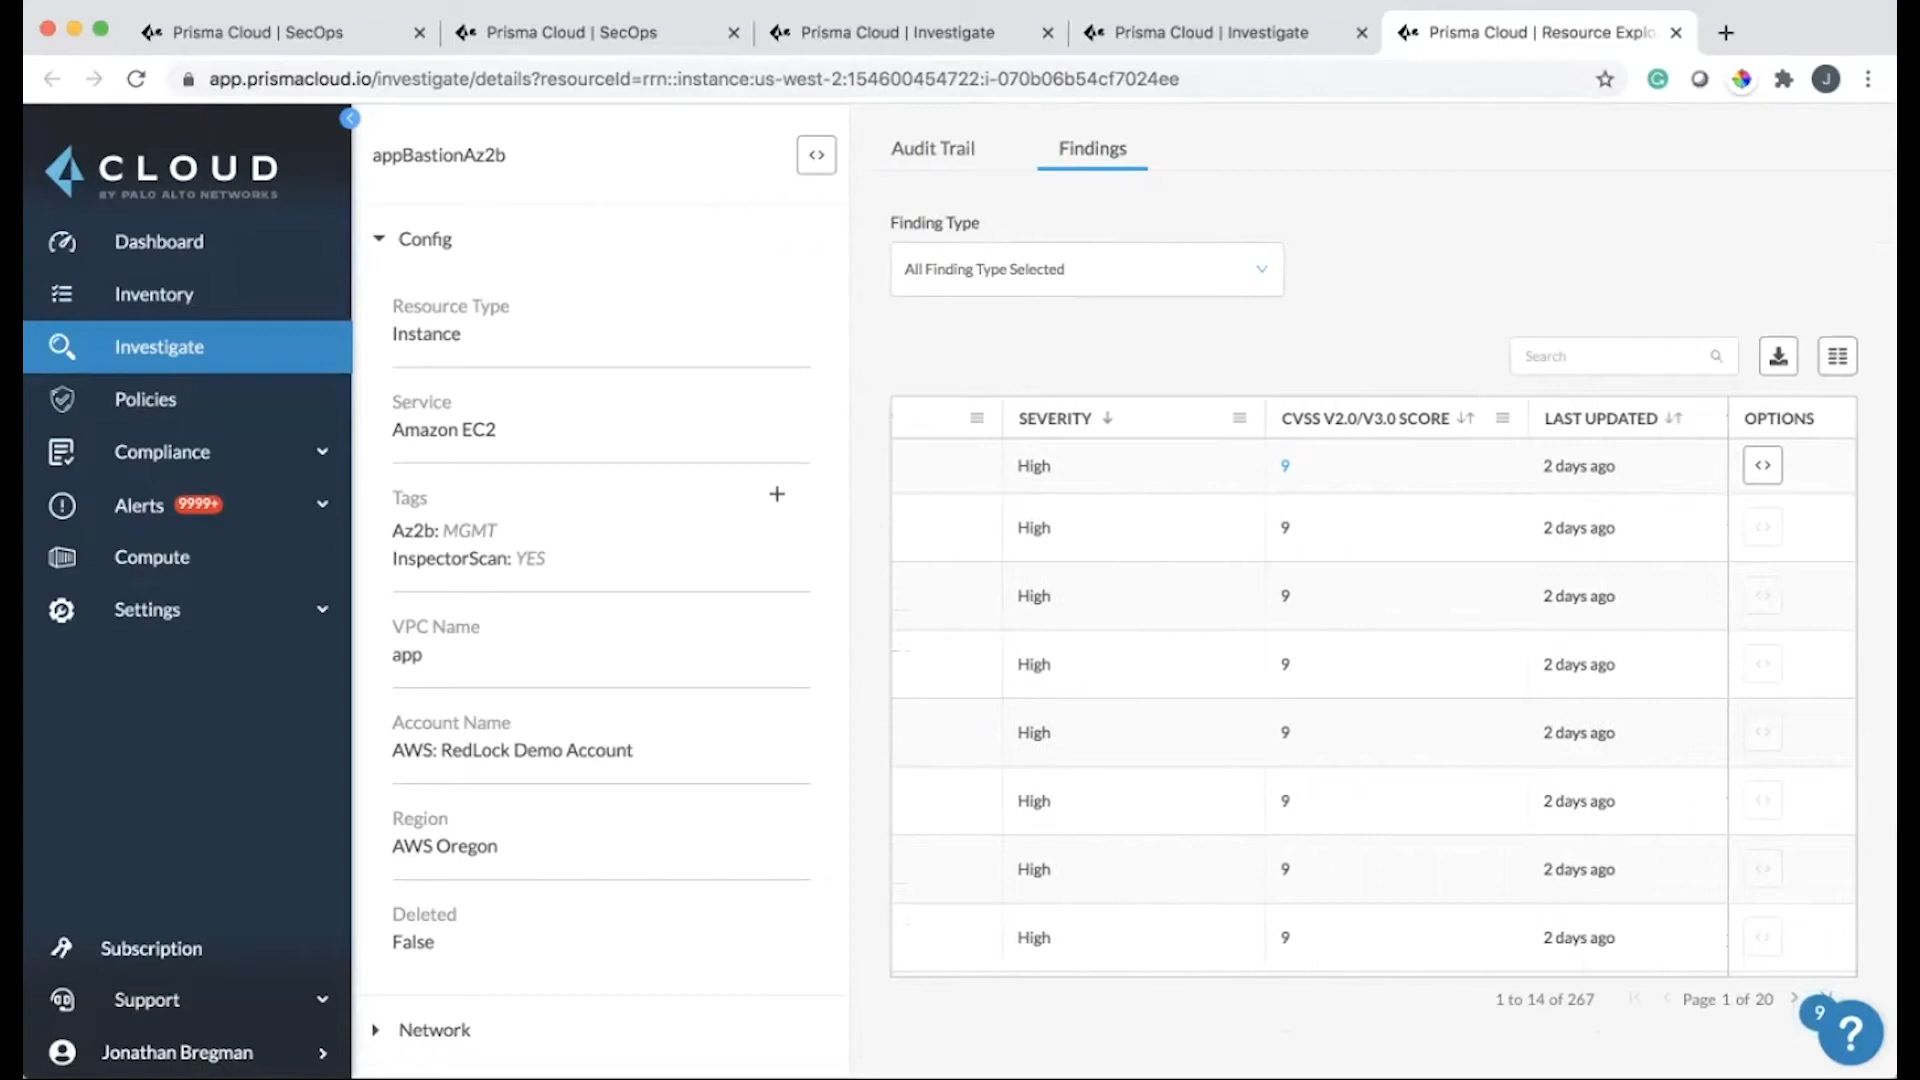 Prisma Cloud | SecOps
Prisma Cloud | SecOps
Prisma Cloud | Investigate
Prisma Cloud | Investigate
Prisma Cloud | Resource Explo
app.prismacloud.io/investigate/details?resourceId=rrn::instance:us-west-2:154600454722:i-070b06b54cf7024ee
J
CLOUD
BY PALO ALTO NETWORKS
Dashboard
Inventory
Investigate
Policies
Compliance
Alerts 9999+
Compute
Settings
Subscription
Support
Jonathan Bregman
appBastionAz2b
Config
Resource Type
Instance
Service
Amazon EC2
Tags
Az2b: MGMT
InspectorScan: YES
VPC Name
app
Account Name
AWS: RedLock Demo Account
Region
AWS Oregon
Deleted
False
Network
Audit Trail Findings
Finding Type
All Finding Type Selected
Search
SEVERITY CVSS V2.0/V3.0 SCORE LAST UPDATED OPTIONS
High 9 2 days ago
High 9 2 days ago
High 9 2 days ago
High 9 2 days ago
High 9 2 days ago
High 9 2 days ago
High 9 2 days ago
High 9 2 days ago
1 to 14 of 267 Page 1 of 20
9
?